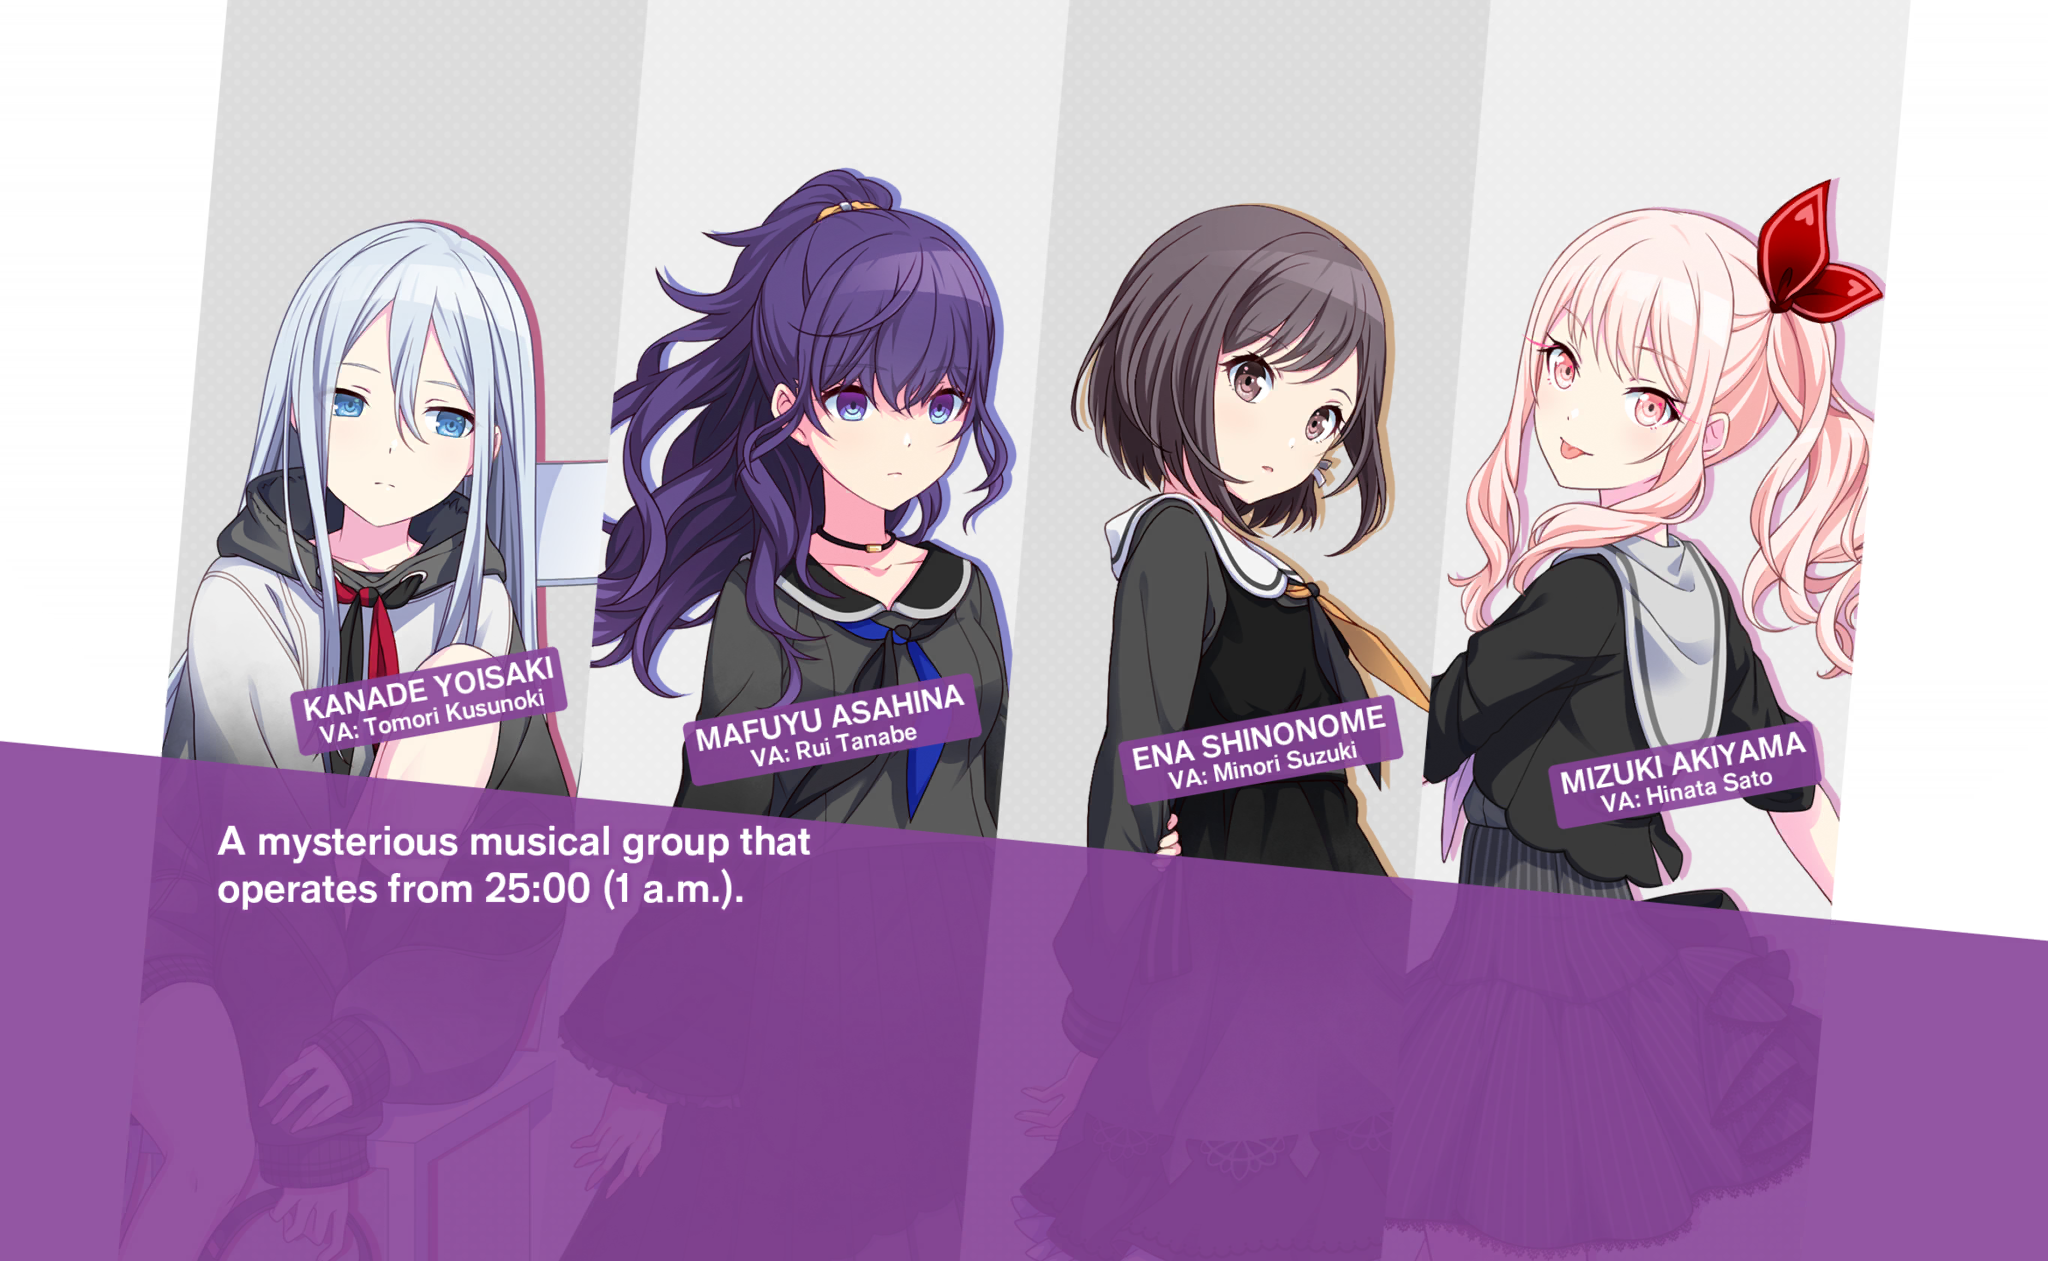 KANADE YOISAKI
VA: Tomori Kusunoki
MAFUYU ASAHINA
VA: Rui Tanabe
ENA SHINONOME
VA: Minori Suzuki
MIZUKI AKIYAMA
VA: Hinata Sato
A mysterious musical group that
operates from 25:00 (1 a.m.).